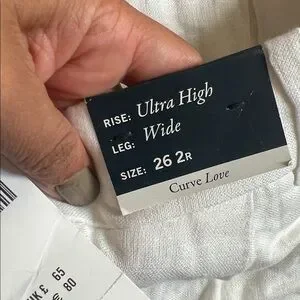 RISE: Ultra High
LEG: Wide
SIZE: 26 2R
Curve Love
UK £ 65
80